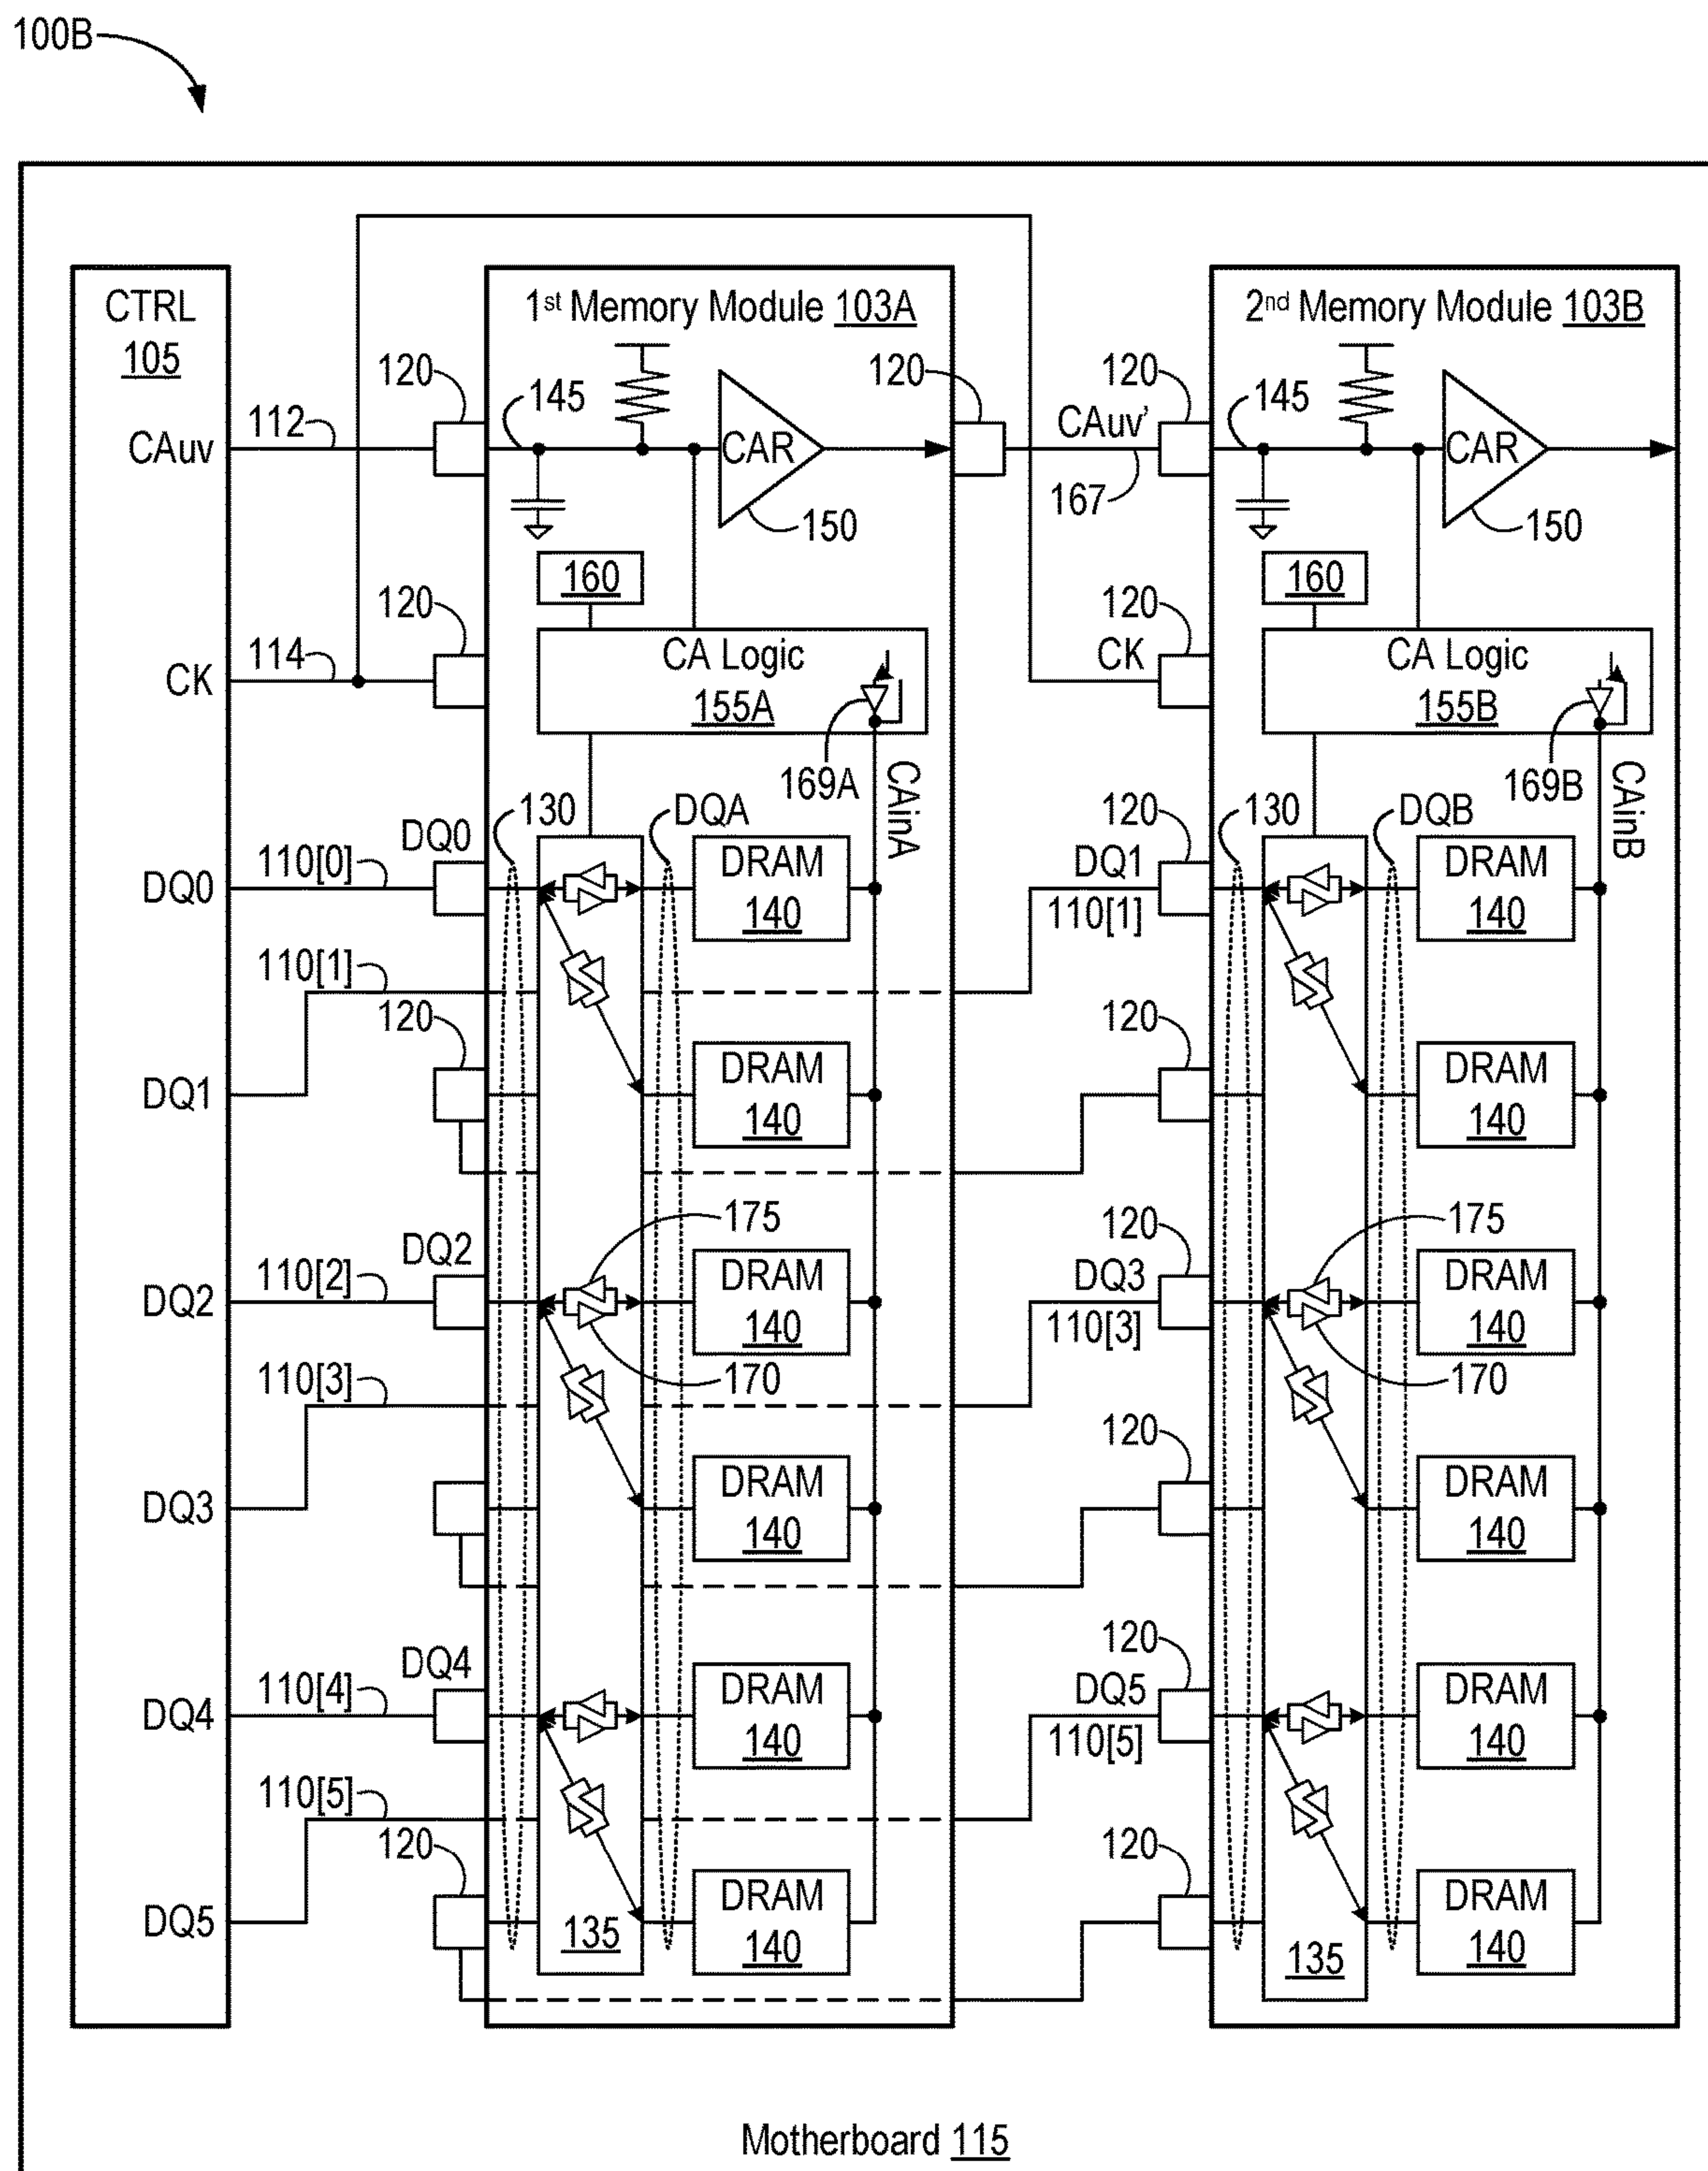 100B
CTRL
105
1st Memory Module 103A
2nd Memory Module 103B
120
145
120
120
145
CAuv
112
CAR
CAuv'
CAR
150
167
150
160
160
120
120
CK
114
CA Logic
155A
CK
CA Logic
155B
169A
169B
CAinA
CAinB
130
DQA
120
130
DQB
DQ0
110[0]
DQ0
DRAM
140
DQ1
110[1]
DRAM
140
110[1]
120
120
DQ1
DRAM
140
DRAM
140
175
120
175
DQ2
110[2]
DQ2
DRAM
140
DQ3
110[3]
DRAM
140
110[3]
170
170
120
DQ3
DRAM
140
DRAM
140
120
DQ4
110[4]
DQ4
DRAM
140
DQ5
110[5]
DRAM
140
110[5]
120
120
DQ5
135
DRAM
140
135
DRAM
140
Motherboard 115